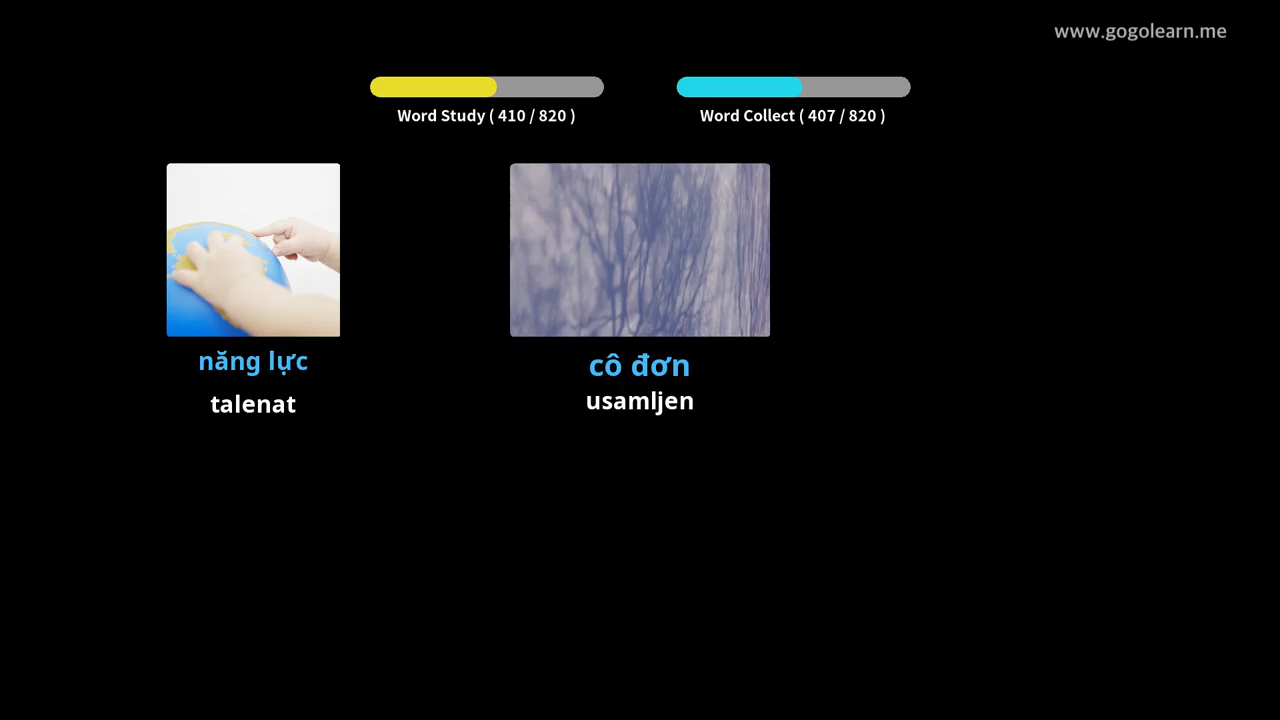 www.gogolearn.me
Word Study ( 410 / 820 )
Word Collect ( 407 / 820 )
năng lực
talenat
cô đơn
usamljen